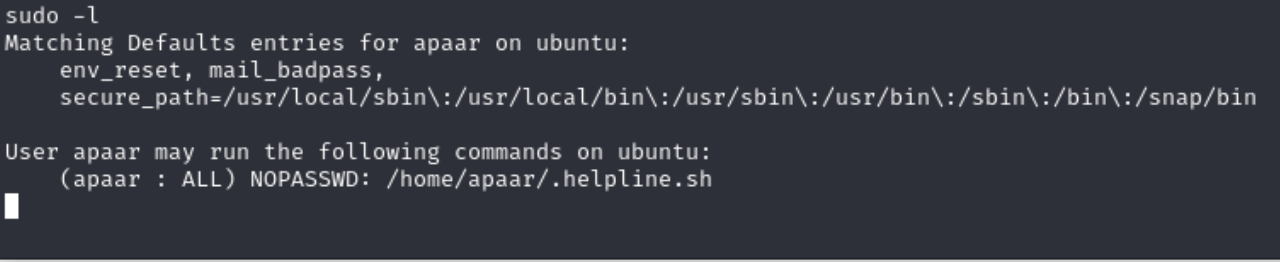 sudo -l
Matching Defaults entries for apaar on ubuntu:
    env_reset, mail_badpass,
    secure_path=/usr/local/sbin\:/usr/local/bin\:/usr/sbin\:/usr/bin\:/sbin\:/bin\:/snap/bin

User apaar may run the following commands on ubuntu:
    (apaar : ALL) NOPASSWD: /home/apaar/.helpline.sh